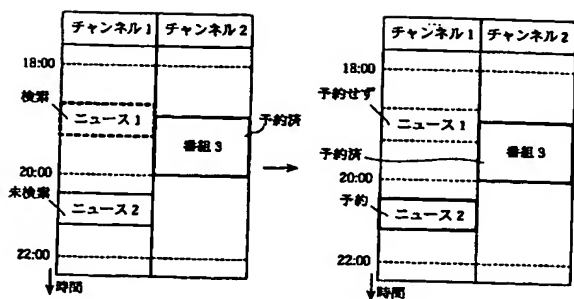 チャンネル1 チャンネル2
18:00
検索
ニュース1
予約済
番組3
20:00
未検索
ニュース2
22:00
時間
チャンネル1 チャンネル2
18:00
予約せず
ニュース1
予約済
番組3
20:00
予約
ニュース2
22:00
時間